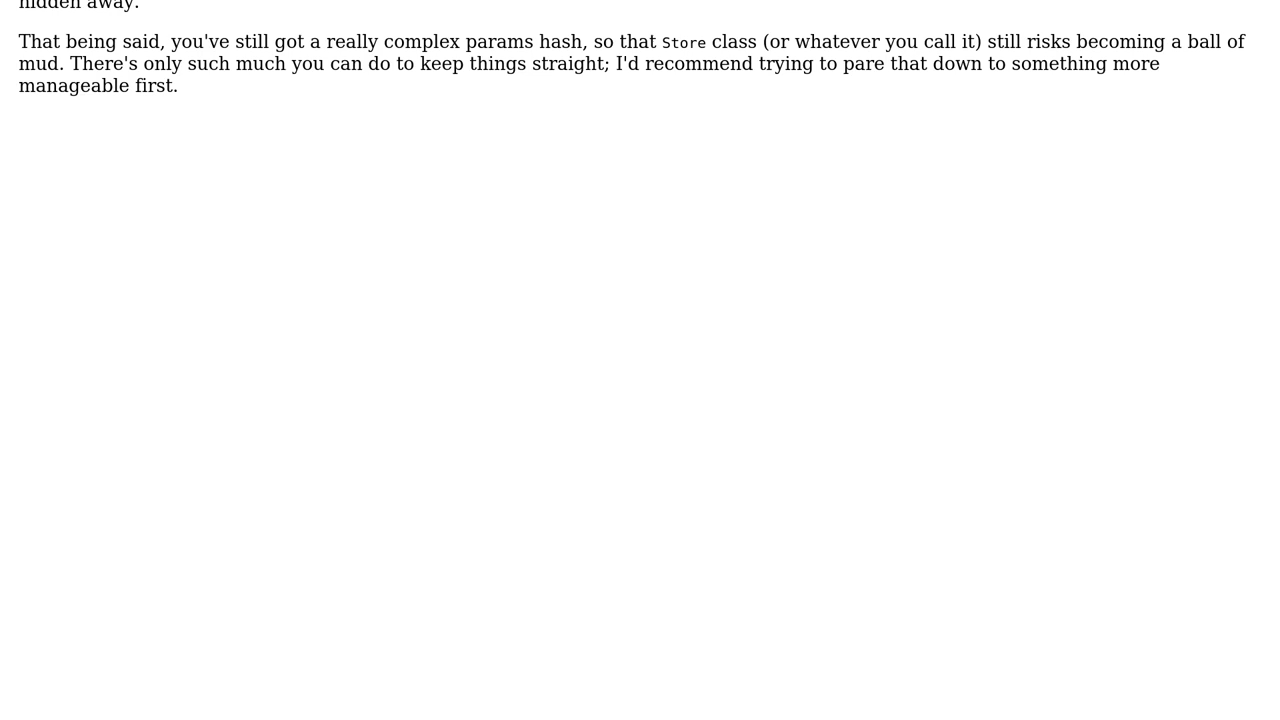 hidden away.
That being said, you've still got a really complex params hash, so that Store class (or whatever you call it) still risks becoming a ball of
mud. There's only such much you can do to keep things straight; I'd recommend trying to pare that down to something more
manageable first.